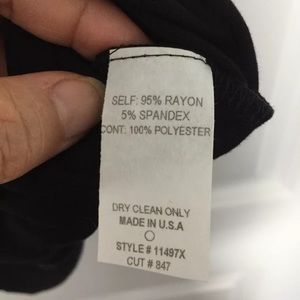 SELF: 95% RAYON
5% SPANDEX
CONT: 100% POLYESTER
DRY CLEAN ONLY
MADE IN U.S.A
STYLE # 11497X
CUT # 847